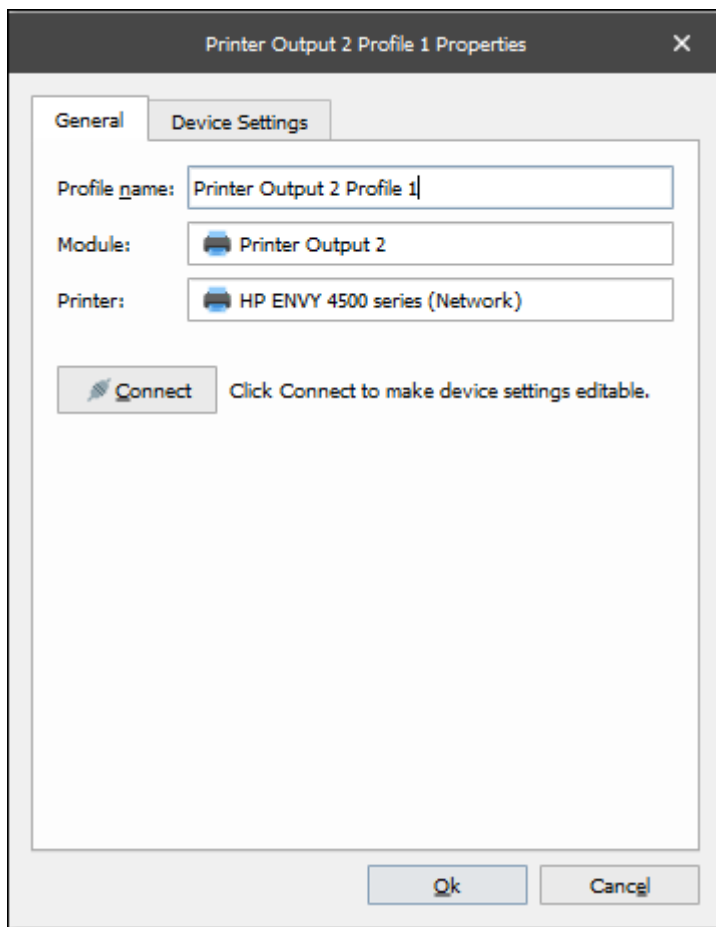 Printer Output 2 Profile 1 Properties
General Device Settings
Profile name: Printer Output 2 Profile 1
Module: Printer Output 2
Printer: HP ENVY 4500 series (Network)
Connect Click Connect to make device settings editable.
Ok Cancel